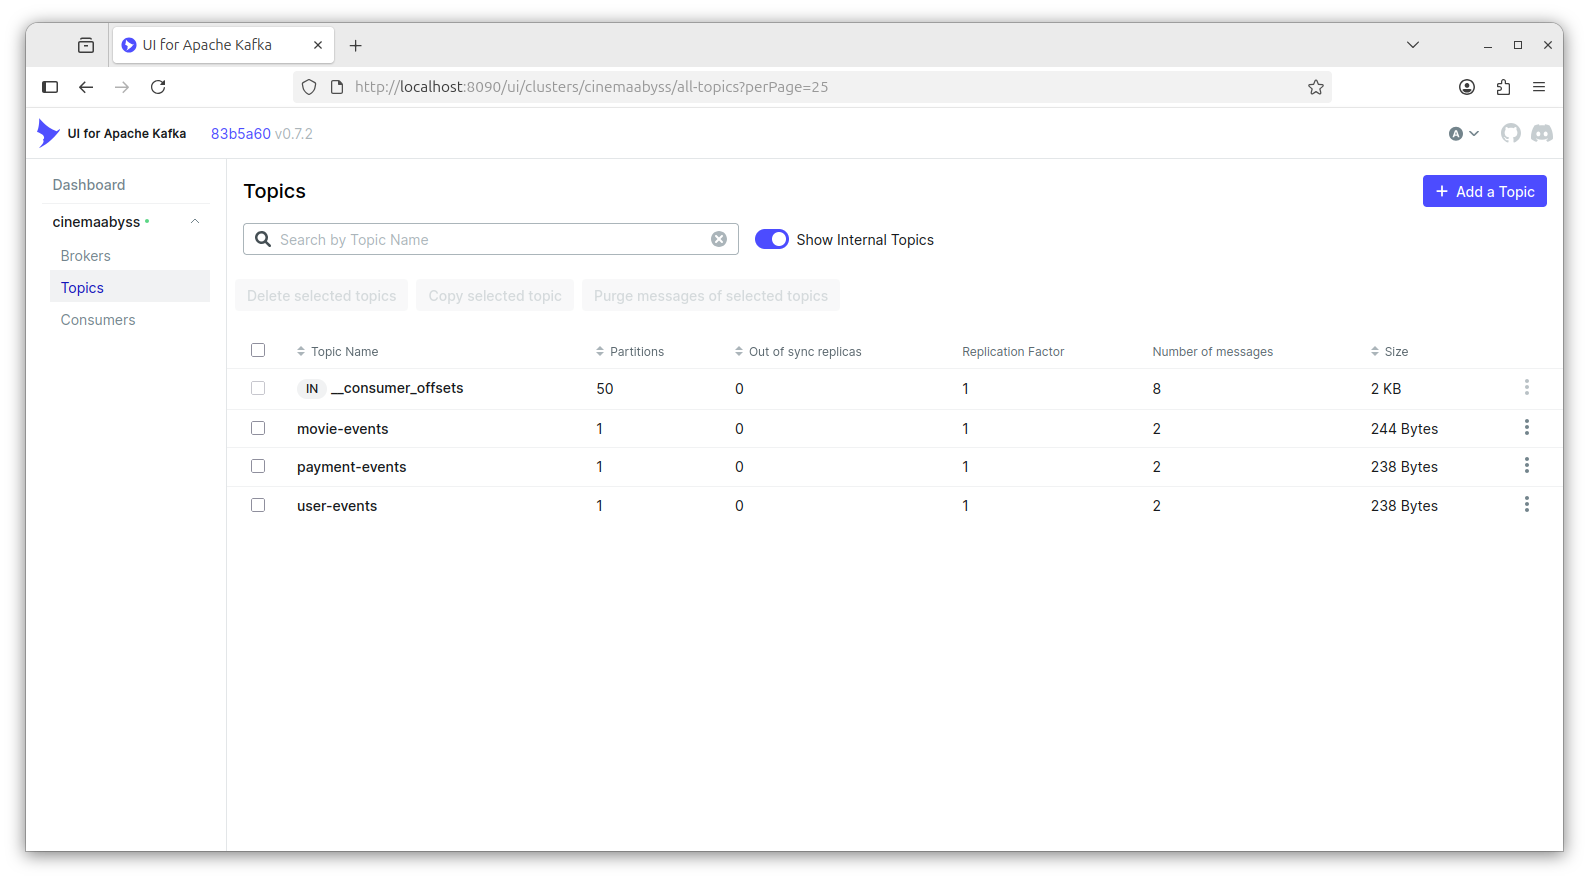 UI for Apache Kafka
http://localhost:8090/ui/clusters/cinemaabyss/all-topics?perPage=25
UI for Apache Kafka 83b5a60 v0.7.2 A
Dashboard
cinemaabyss
Brokers
Topics
Consumers
Topics
Add a Topic
Search by Topic Name
Show Internal Topics
Delete selected topics Copy selected topic Purge messages of selected topics
Topic Name Partitions Out of sync replicas Replication Factor Number of messages Size
IN __consumer_offsets 50 0 1 8 2 KB
movie-events 1 0 1 2 244 Bytes
payment-events 1 0 1 2 238 Bytes
user-events 1 0 1 2 238 Bytes